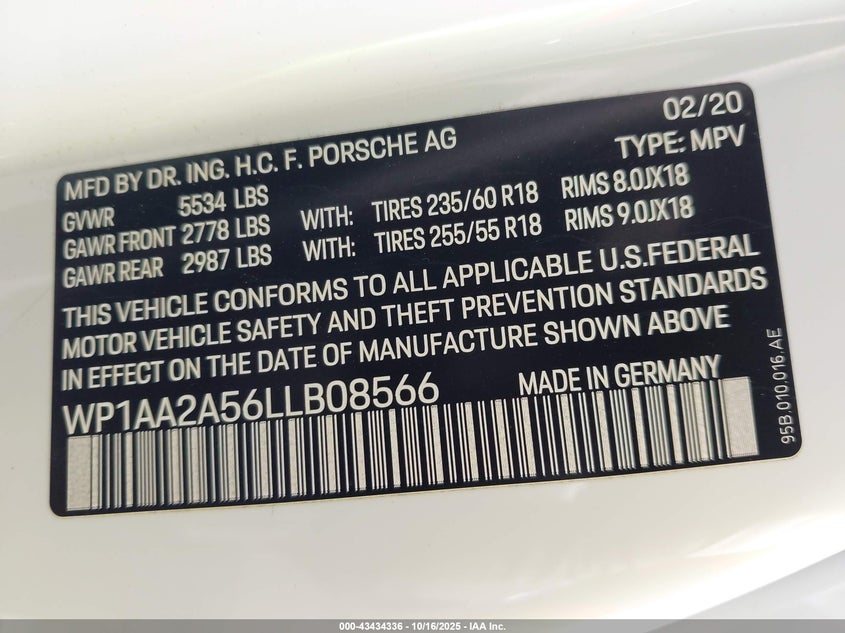 02/20
MFD BY DR. ING. H.C. F. PORSCHE AG TYPE: MPV
GVWR 5534 LBS
GAWR FRONT 2778 LBS WITH: TIRES 235/60 R18 RIMS 8.0JX18
GAWR REAR 2987 LBS WITH: TIRES 255/55 R18 RIMS 9.0JX18
THIS VEHICLE CONFORMS TO ALL APPLICABLE U.S.FEDERAL
MOTOR VEHICLE SAFETY AND THEFT PREVENTION STANDARDS
IN EFFECT ON THE DATE OF MANUFACTURE SHOWN ABOVE
WP1AA2A56LLB08566 MADE IN GERMANY
95B.010.016.AE
000-43434336 | 10/16/2025 - IAA Inc.